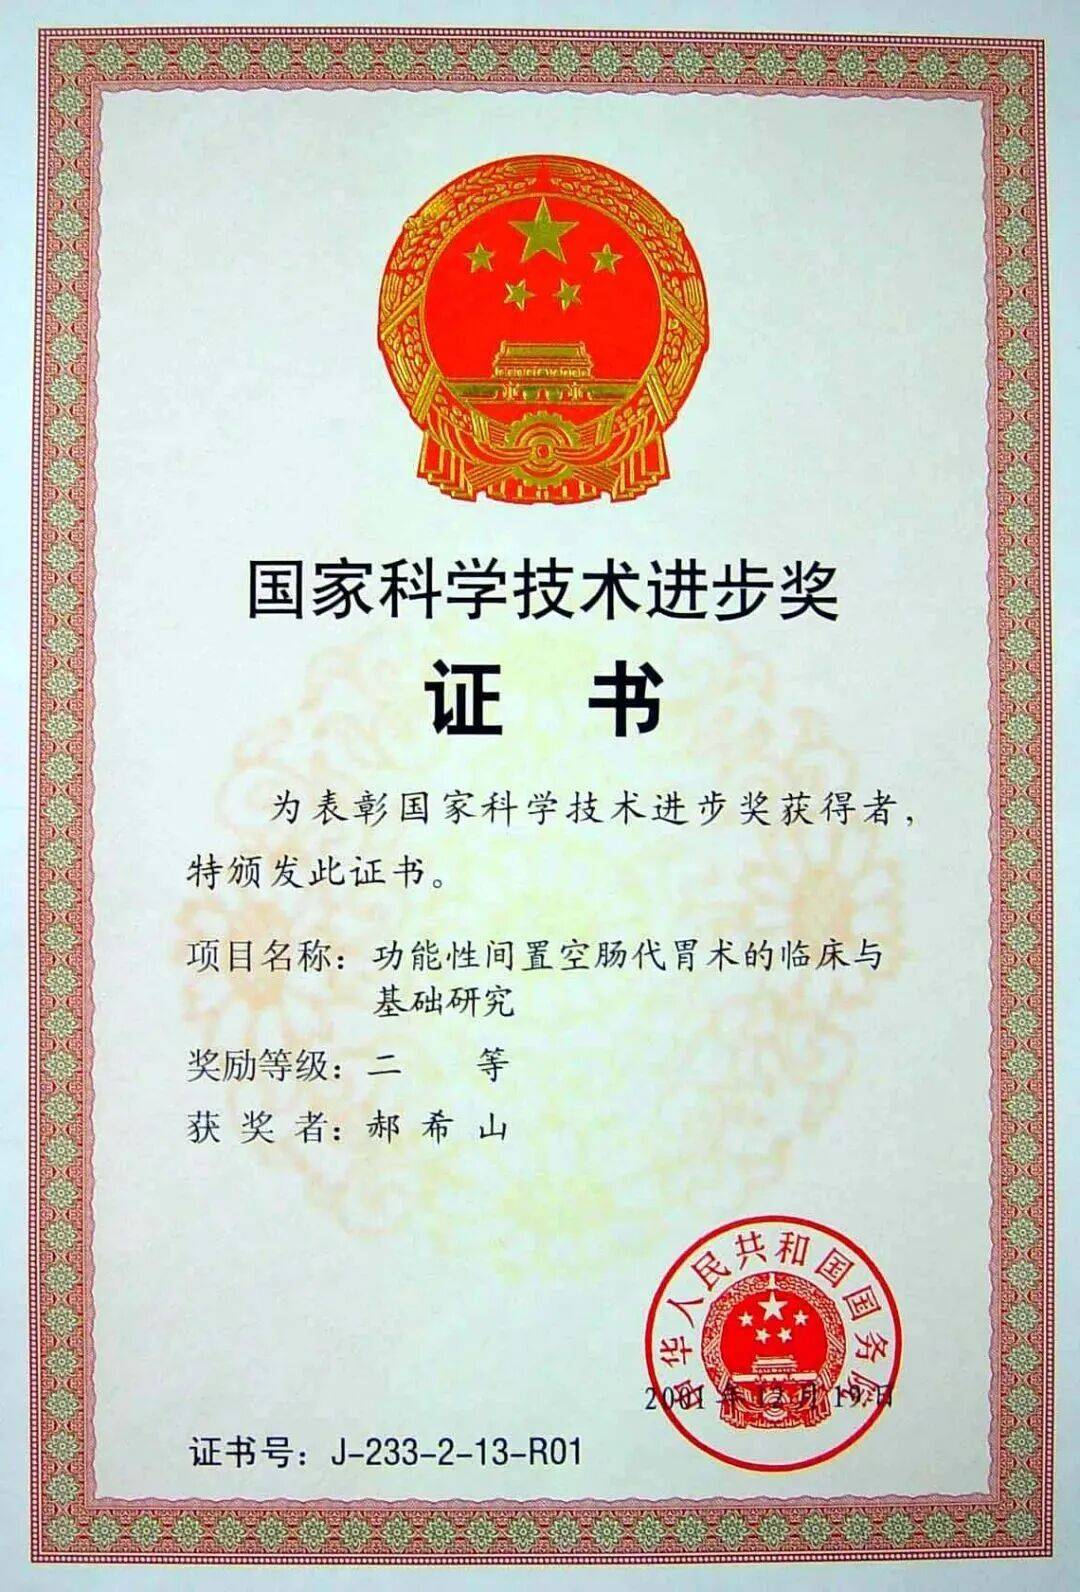 国家科学技术进步奖
证 书
为表彰国家科学技术进步奖获得者，
特颁发此证书。
项目名称：功能性间置空肠代胃术的临床与
基础研究
奖励等级：二 等
获 奖 者：郝 希 山
中华人民共和国国务院
2001年12月19日
证书号：J-233-2-13-R01